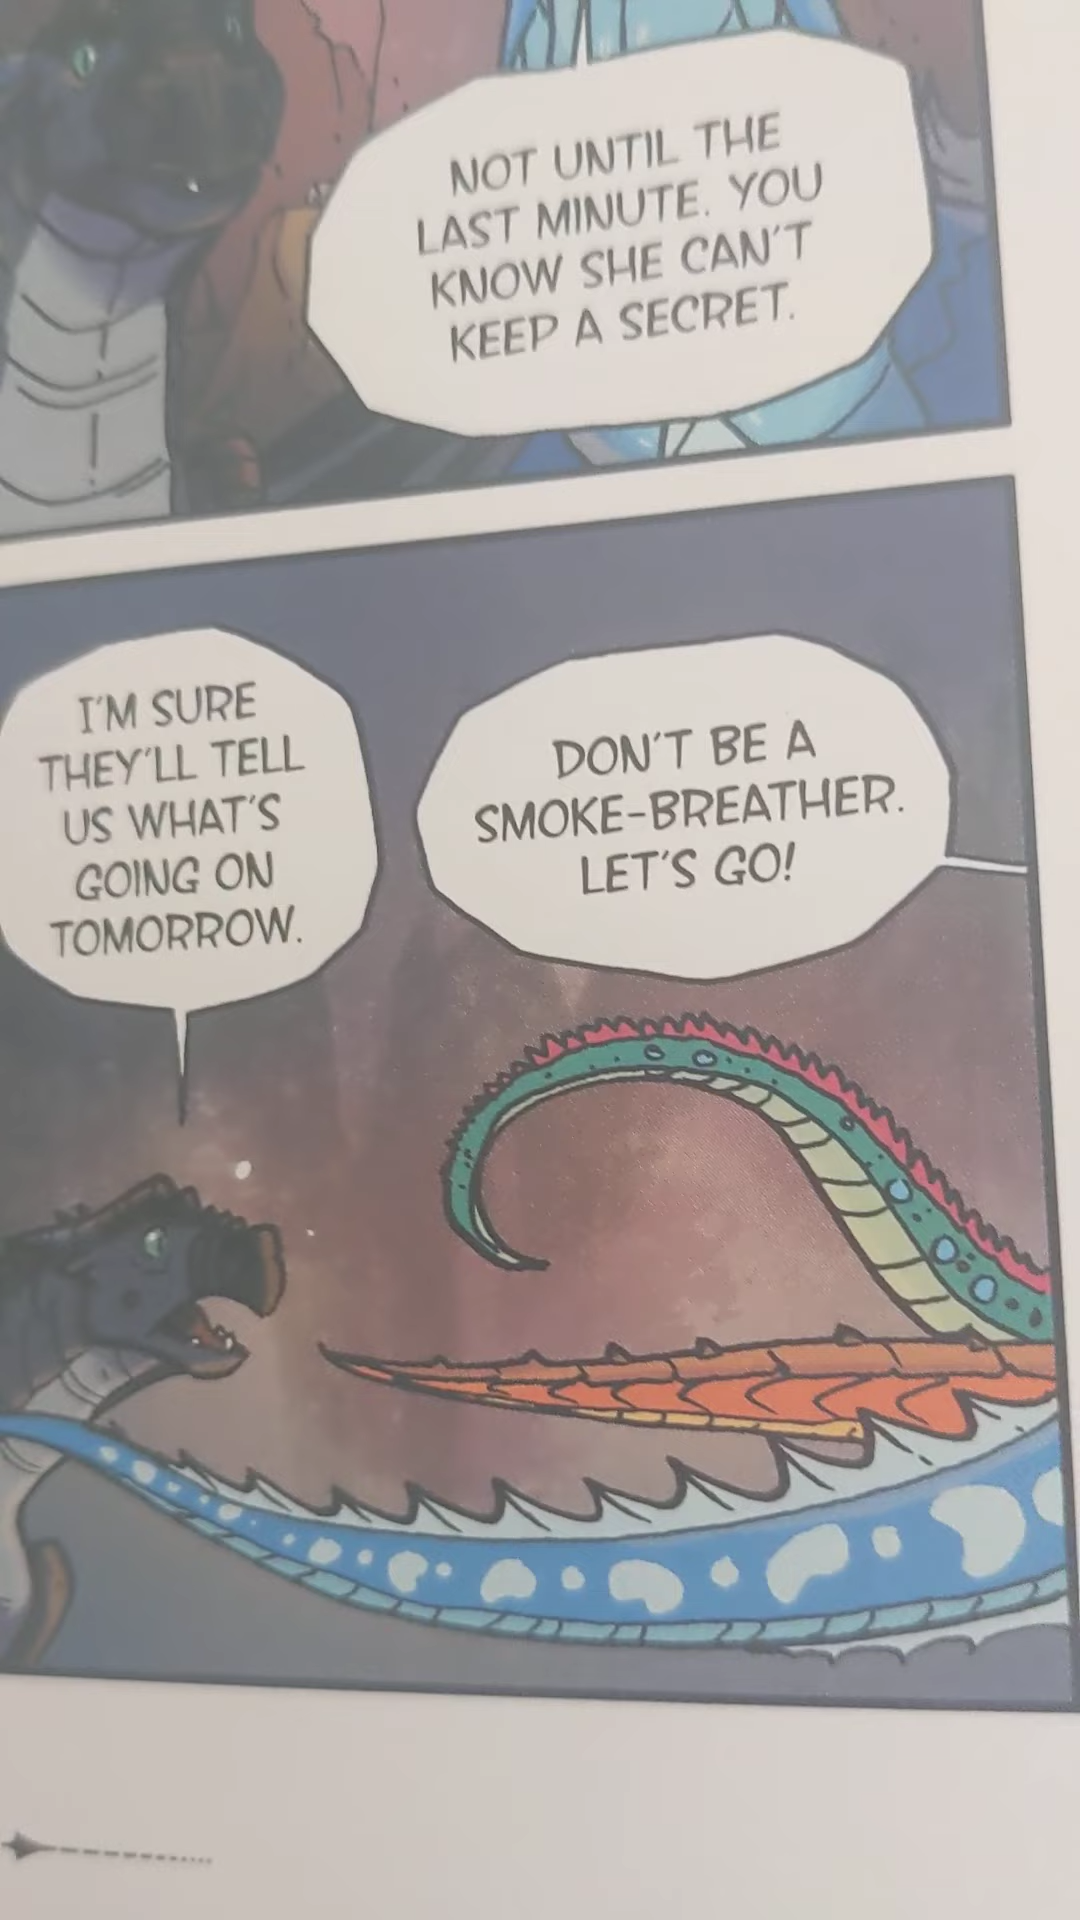 NOT UNTIL THE
LAST MINUTE. YOU
KNOW SHE CAN'T
KEEP A SECRET.
I'M SURE
THEY'LL TELL
US WHAT'S
GOING ON
TOMORROW.
DON'T BE A
SMOKE-BREATHER.
LET'S GO!